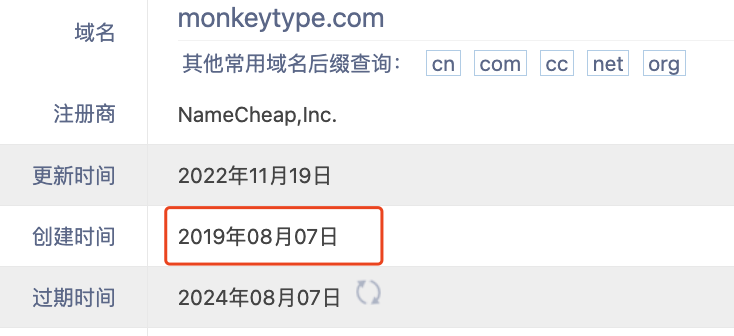 域名 monkeytype.com
其他常用域名后缀查询： cn com cc net org
注册商 NameCheap,Inc.
更新时间 2022年11月19日
创建时间 2019年08月07日
过期时间 2024年08月07日